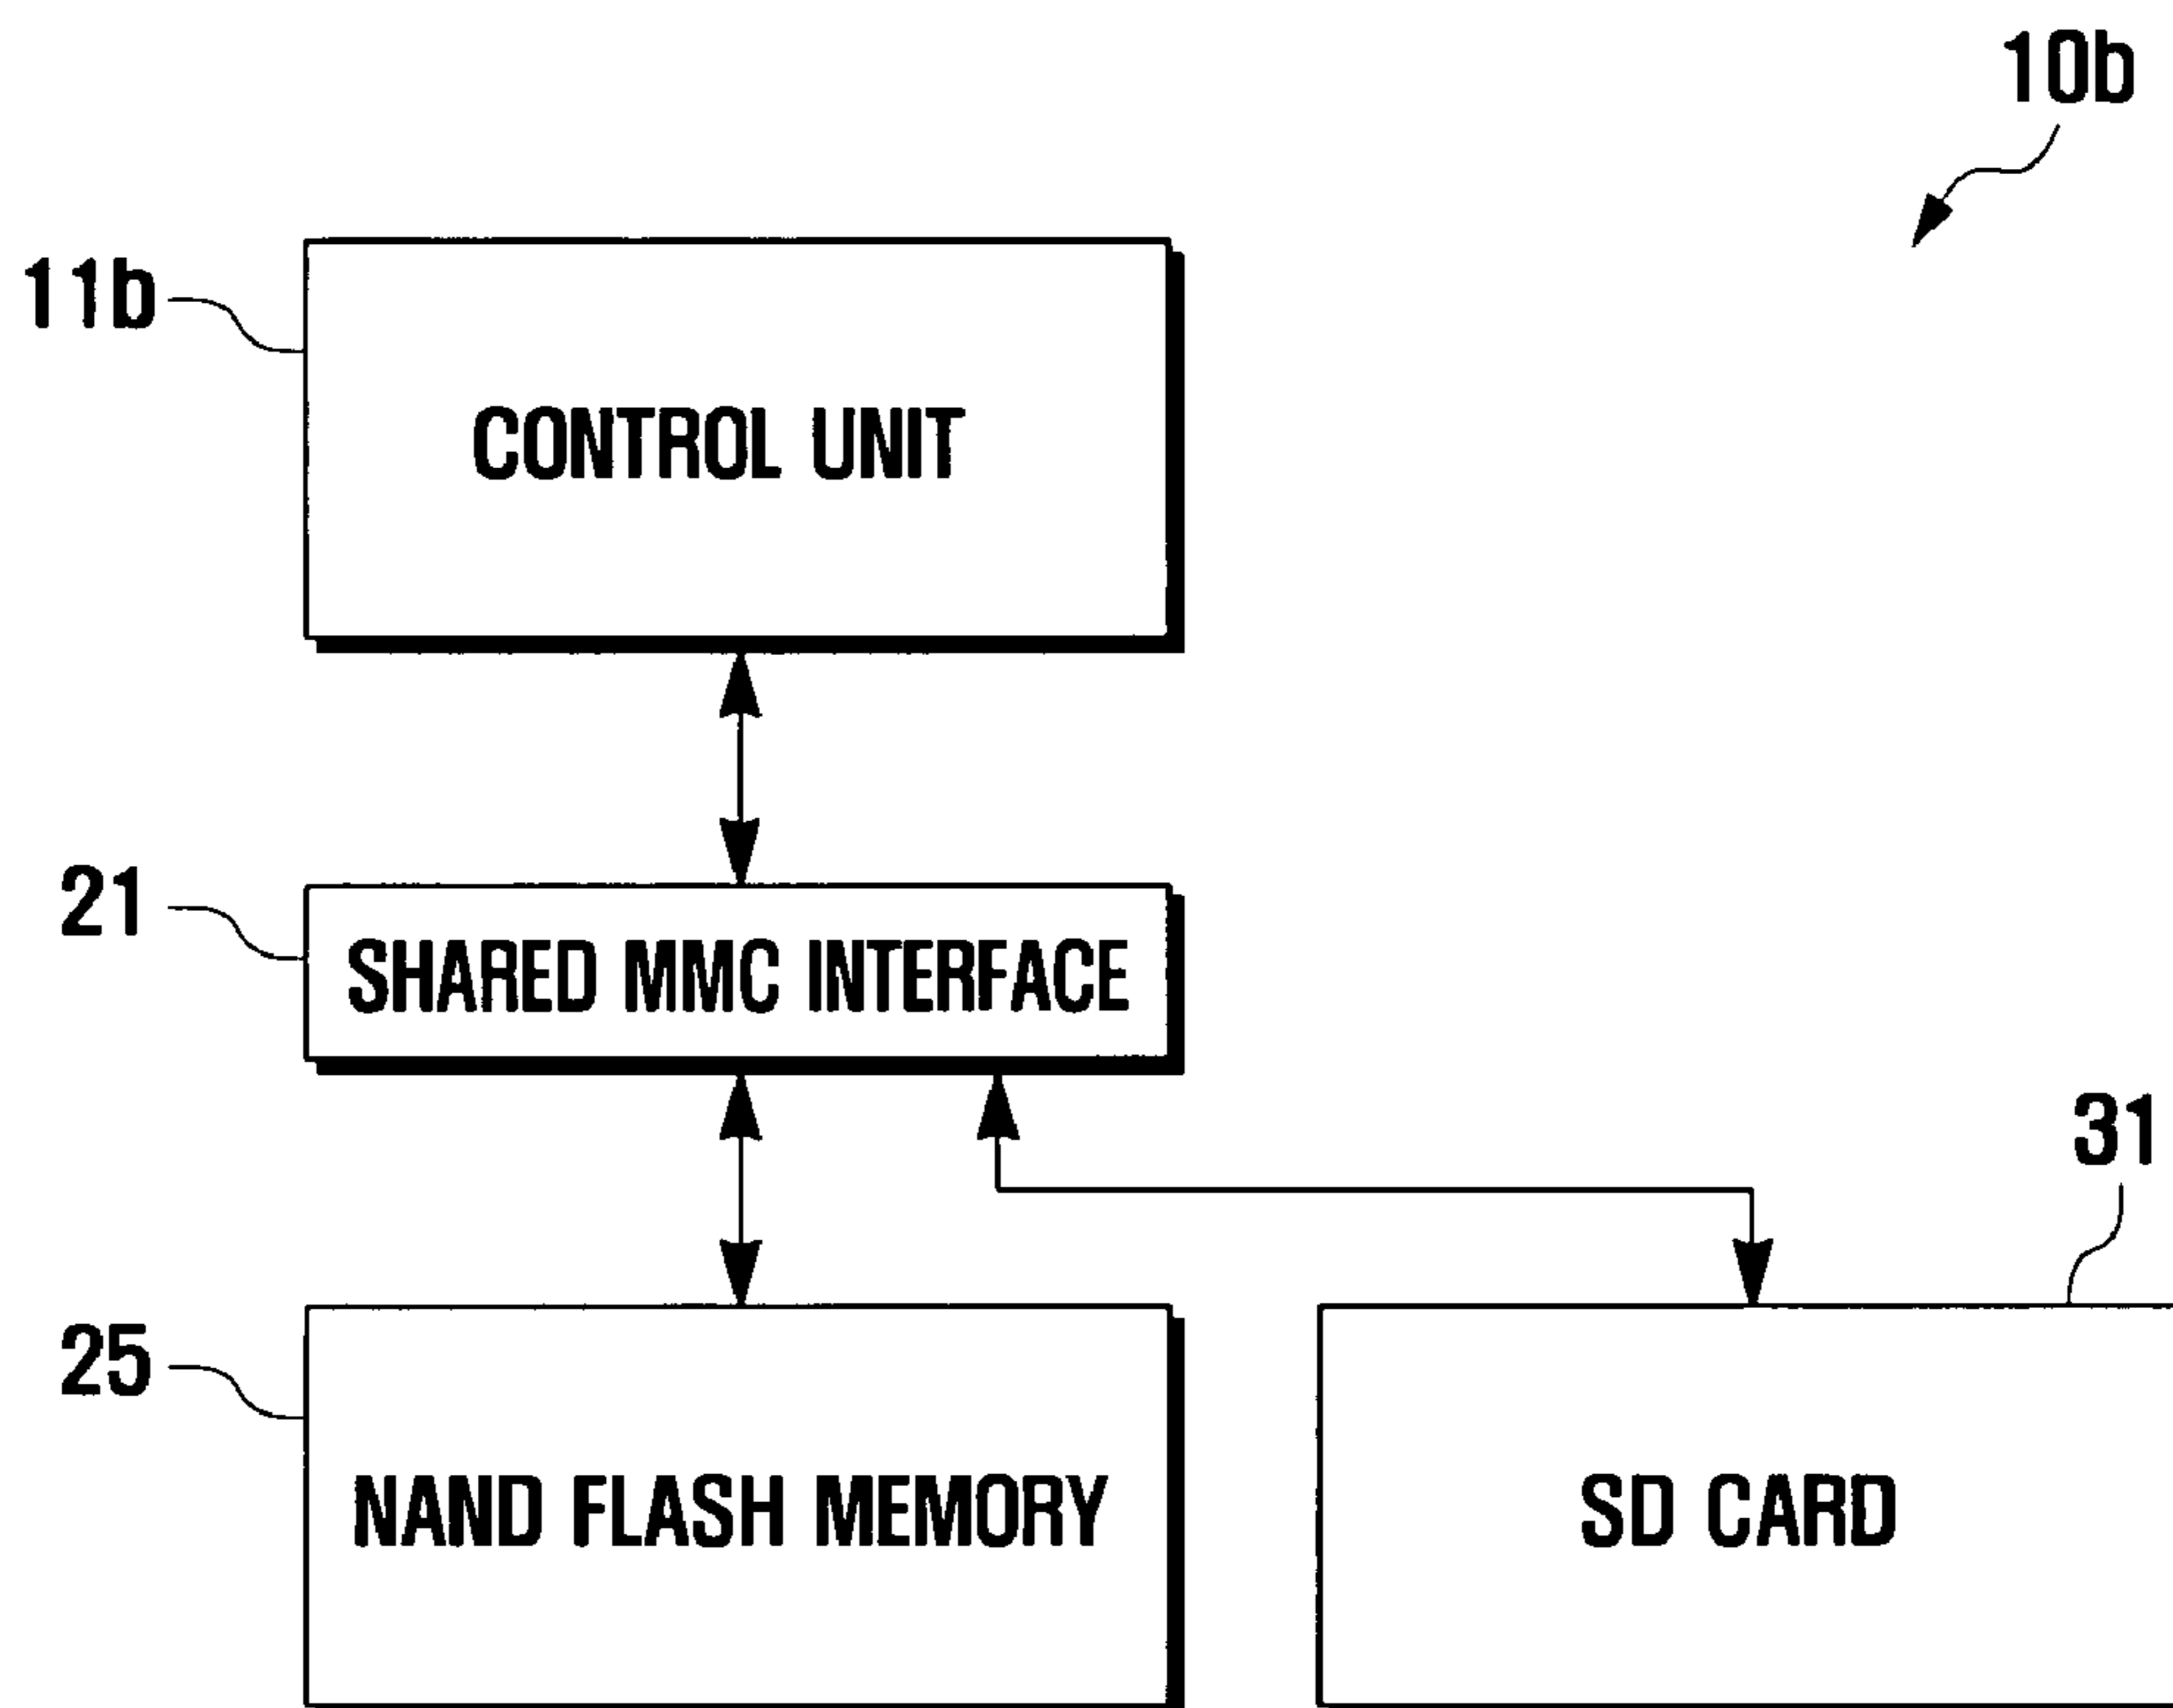 10b
11b
CONTROL UNIT
21
SHARED MMC INTERFACE
31
25
NAND FLASH MEMORY
SD CARD